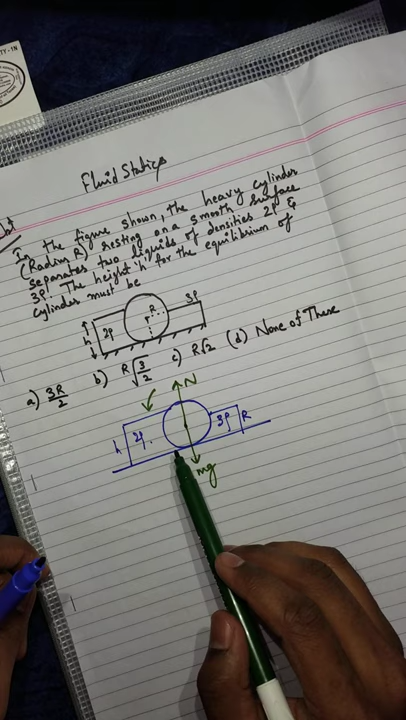 TY-1N
Fluid Statics
In the figure shown, the heavy cylinder
(Radius R) resting on a smooth surface
separates two liquids of densities 2ρ &
3ρ. The height 'h' for the equilibrium of
cylinder must be
h 2ρ R 3ρ
a) 3R/2 b) R√(3/2) c) R√2 (d) None of These
N
h 2ρ. 3ρ R
mg